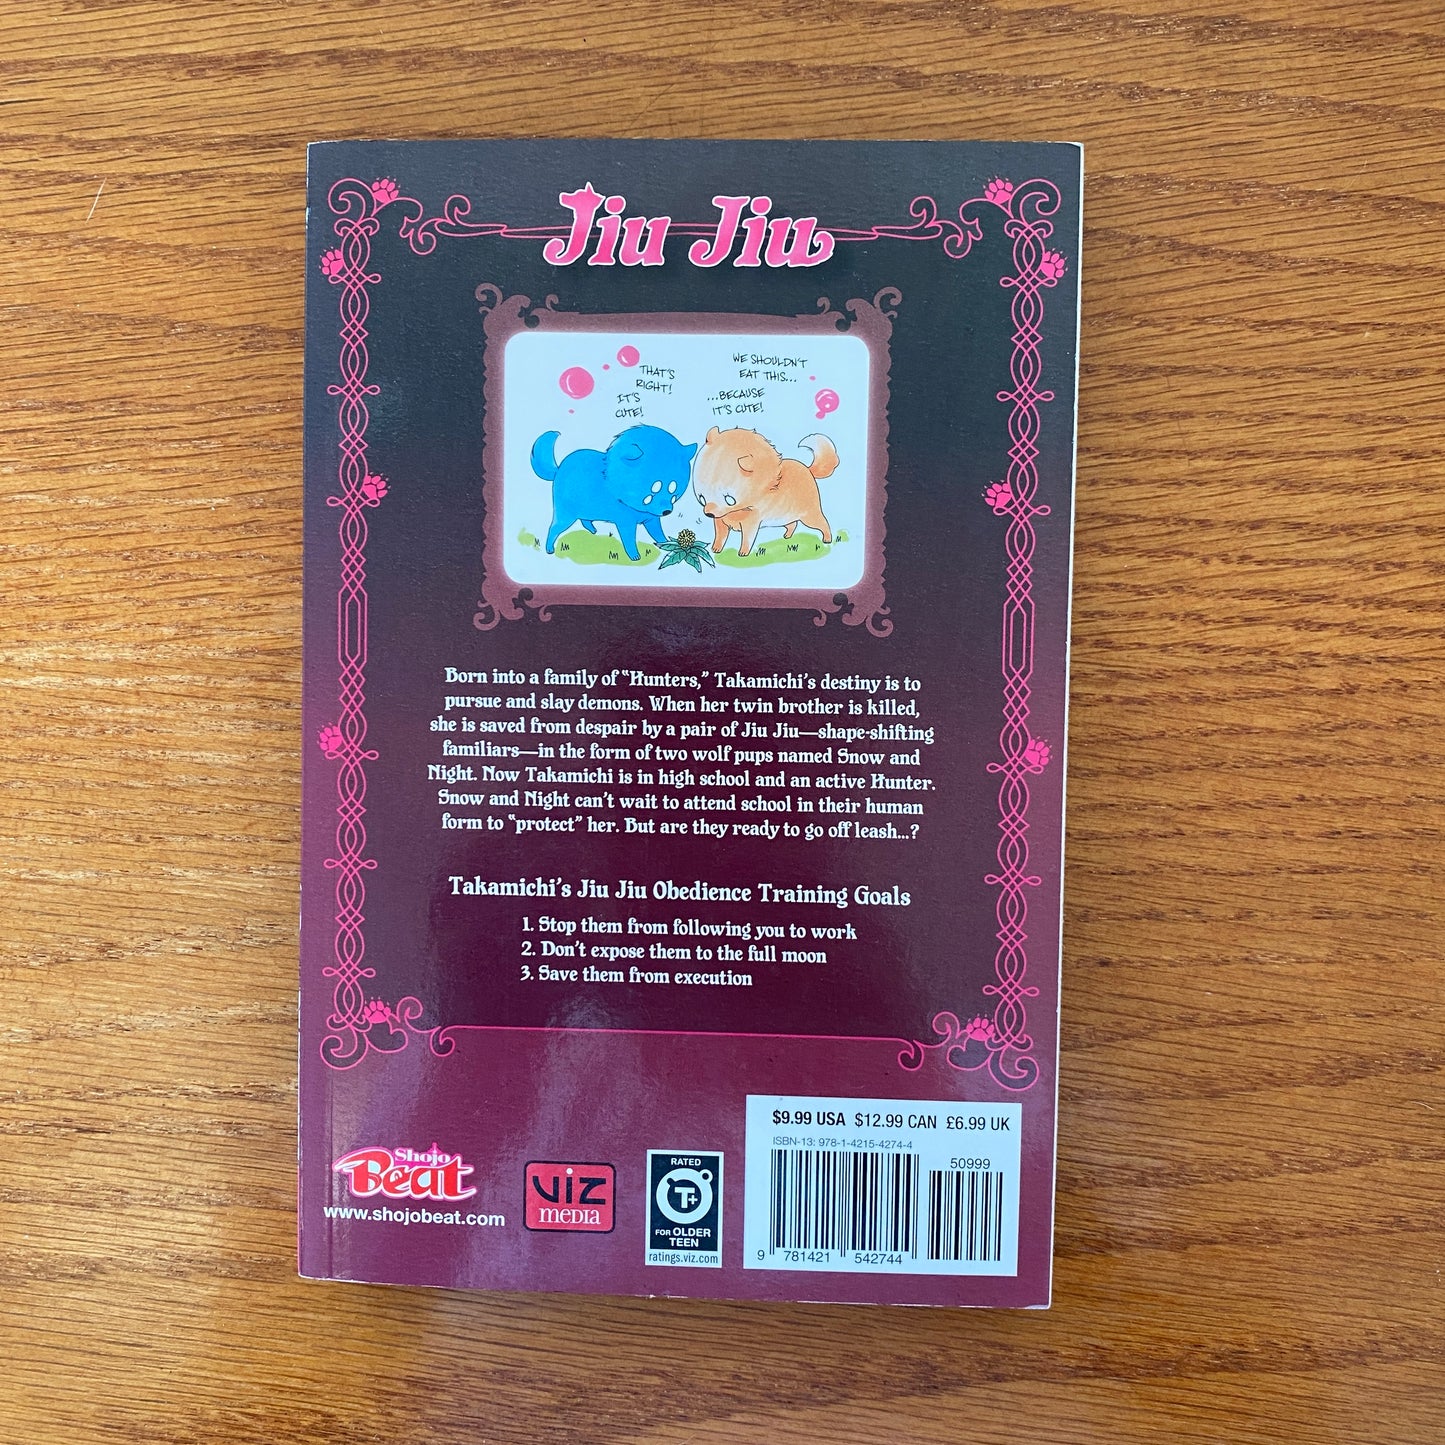 Jiu Jiu
THAT'S
RIGHT!
IT'S
CUTE!
WE SHOULDN'T
EAT THIS...
...BECAUSE
IT'S CUTE!
Born into a family of "Hunters," Takamichi's destiny is to
pursue and slay demons. When her twin brother is killed,
she is saved from despair by a pair of Jiu Jiu—shape-shifting
familiars—in the form of two wolf pups named Snow and
Night. Now Takamichi is in high school and an active Hunter.
Snow and Night can't wait to attend school in their human
form to "protect" her. But are they ready to go off leash...?
Takamichi's Jiu Jiu Obedience Training Goals
1. Stop them from following you to work
2. Don't expose them to the full moon
3. Save them from execution
Shojo
Beat
www.shojobeat.com
VIZ
MEDIA
RATED
T+
FOR OLDER
TEEN
ratings.viz.com
$9.99 USA $12.99 CAN £6.99 UK
ISBN-13: 978-1-4215-4274-4
50999
9 781421 542744